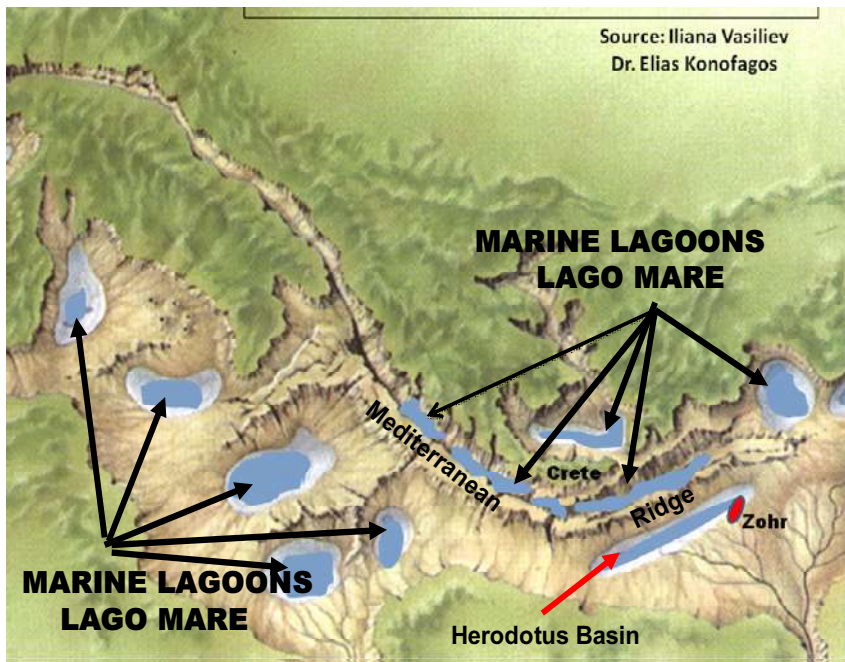 Source: Iliana Vasiliev
Dr. Elias Konofagos
MARINE LAGOONS
LAGO MARE
Mediterranean
Crete
Ridge
Zohr
MARINE LAGOONS
LAGO MARE
Herodotus Basin